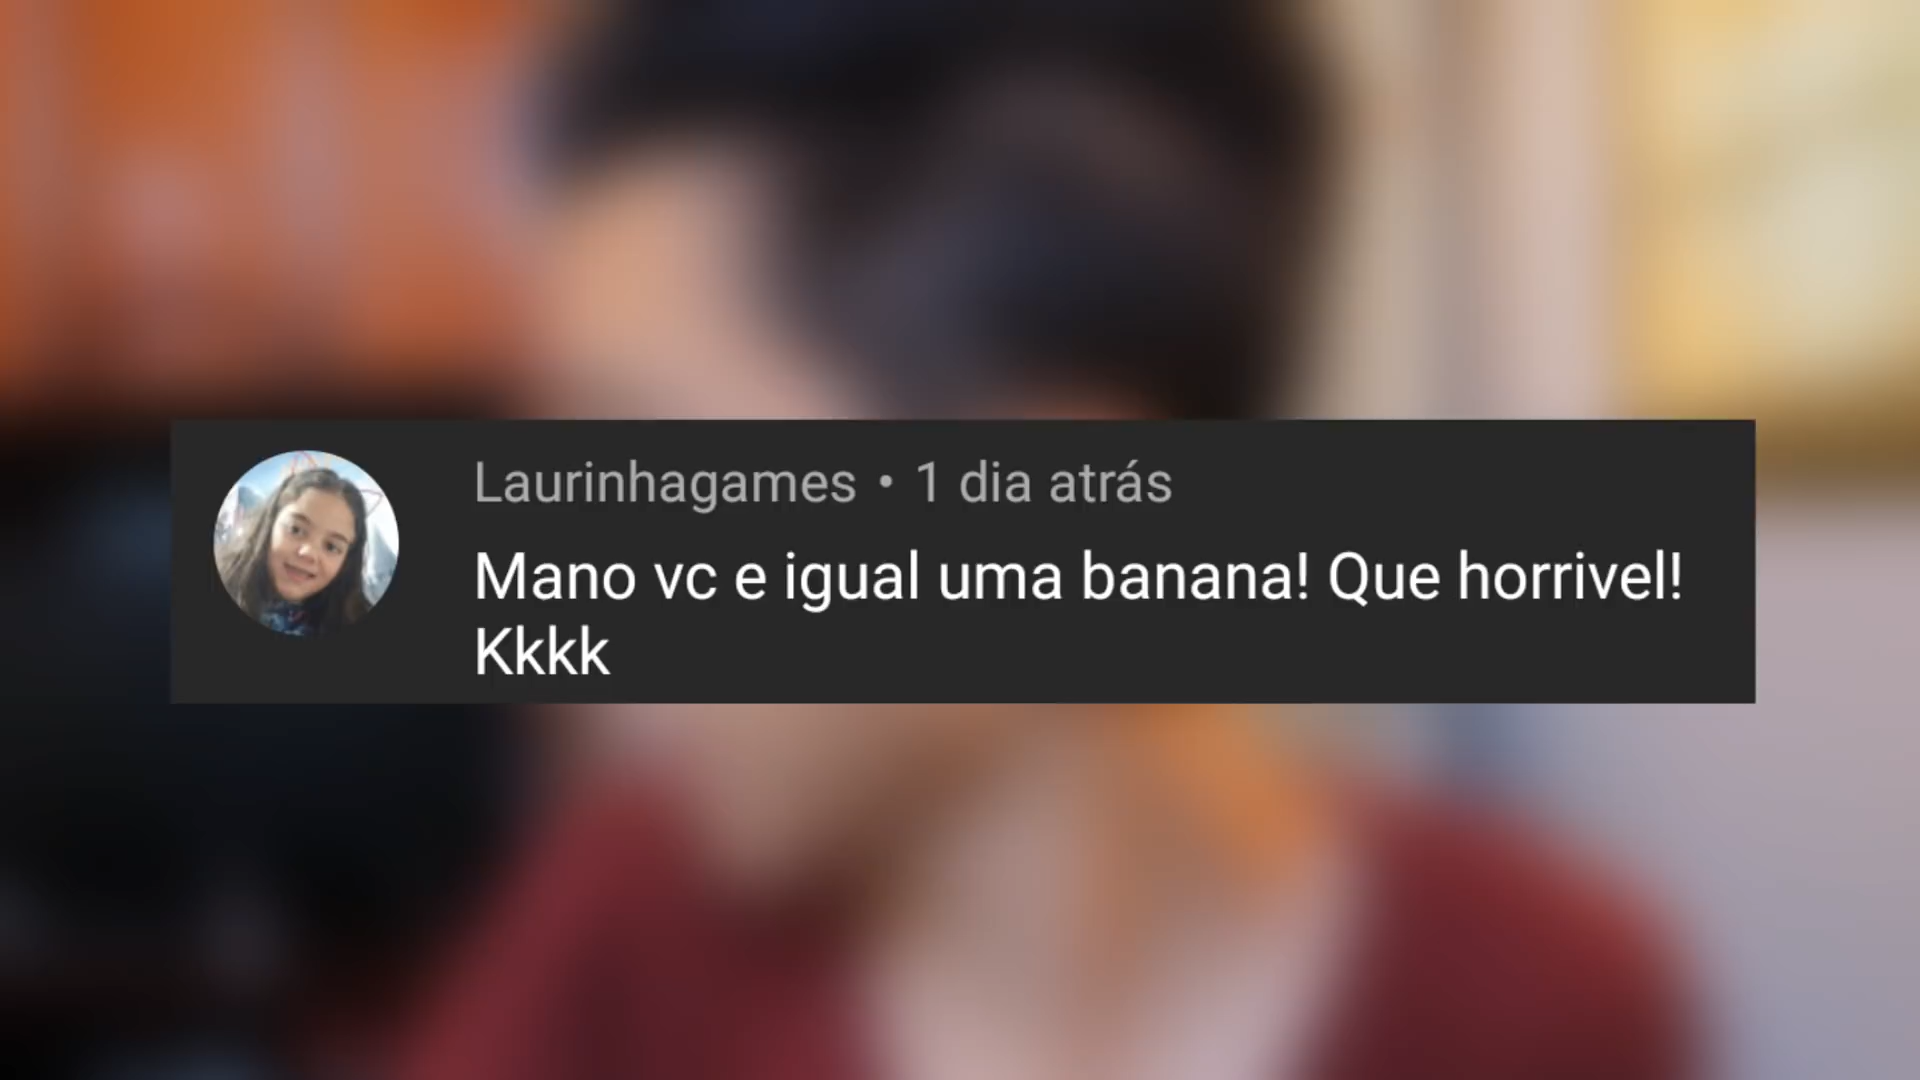 Laurinhagames • 1 dia atrás
Mano vc e igual uma banana! Que horrivel!
Kkkk